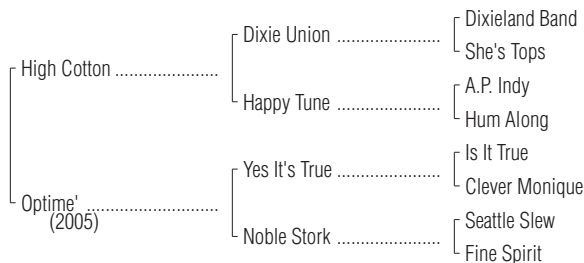 High Cotton ......................
Dixie Union ......................
Dixieland Band
She's Tops
Happy Tune ......................
A.P. Indy
Hum Along
Optime' ............................
(2005)
Yes It's True ......................
Is It True
Clever Monique
Noble Stork ......................
Seattle Slew
Fine Spirit